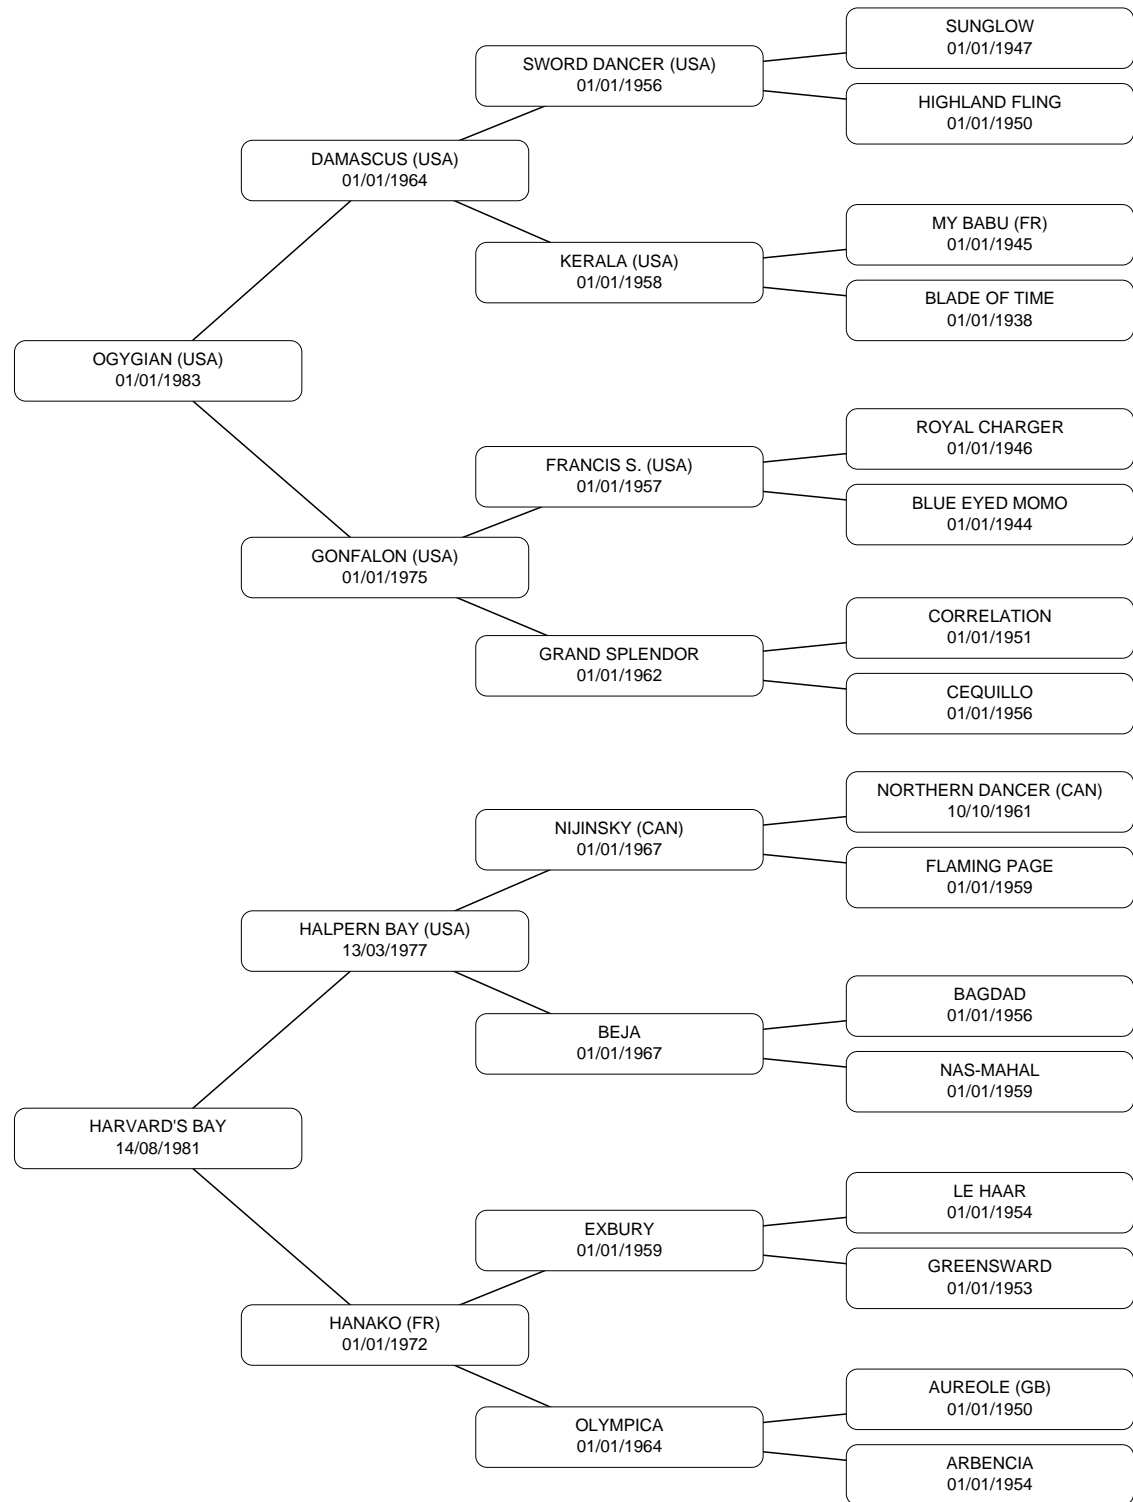 SUNGLOW
01/01/1947
SWORD DANCER (USA)
01/01/1956
HIGHLAND FLING
01/01/1950
DAMASCUS (USA)
01/01/1964
MY BABU (FR)
01/01/1945
KERALA (USA)
01/01/1958
BLADE OF TIME
01/01/1938
OGYGIAN (USA)
01/01/1983
ROYAL CHARGER
01/01/1946
FRANCIS S. (USA)
01/01/1957
BLUE EYED MOMO
01/01/1944
GONFALON (USA)
01/01/1975
CORRELATION
01/01/1951
GRAND SPLENDOR
01/01/1962
CEQUILLO
01/01/1956
NORTHERN DANCER (CAN)
10/10/1961
NIJINSKY (CAN)
01/01/1967
FLAMING PAGE
01/01/1959
HALPERN BAY (USA)
13/03/1977
BAGDAD
01/01/1956
BEJA
01/01/1967
NAS-MAHAL
01/01/1959
HARVARD'S BAY
14/08/1981
LE HAAR
01/01/1954
EXBURY
01/01/1959
GREENSWARD
01/01/1953
HANAKO (FR)
01/01/1972
AUREOLE (GB)
01/01/1950
OLYMPICA
01/01/1964
ARBENCIA
01/01/1954